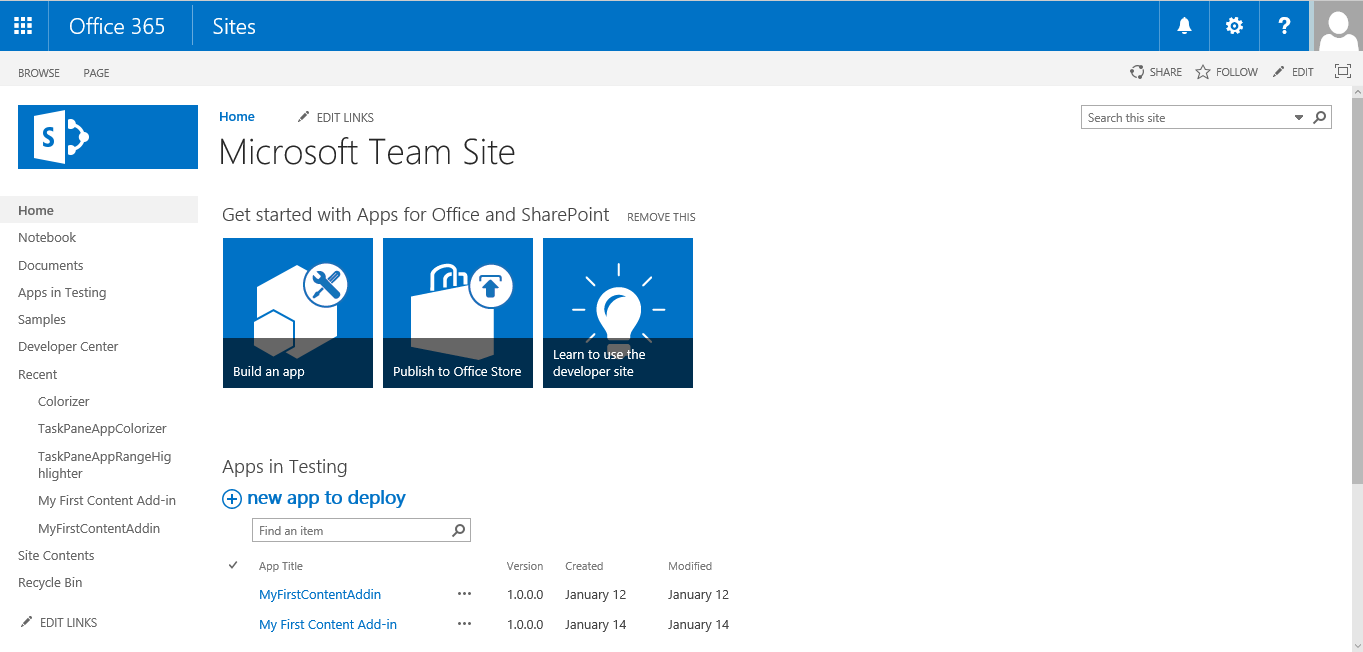 Office 365
Sites
?
BROWSE
PAGE
SHARE
FOLLOW
EDIT
S
Home
EDIT LINKS
Search this site
Microsoft Team Site
Home
Notebook
Documents
Apps in Testing
Samples
Developer Center
Recent
Colorizer
TaskPaneAppColorizer
TaskPaneAppRangeHig
hlighter
My First Content Add-in
MyFirstContentAddin
Site Contents
Recycle Bin
EDIT LINKS
Get started with Apps for Office and SharePoint REMOVE THIS
Build an app
Publish to Office Store
Learn to use the
developer site
Apps in Testing
new app to deploy
Find an item
App Title Version Created Modified
MyFirstContentAddin ... 1.0.0.0 January 12 January 12
My First Content Add-in ... 1.0.0.0 January 14 January 14